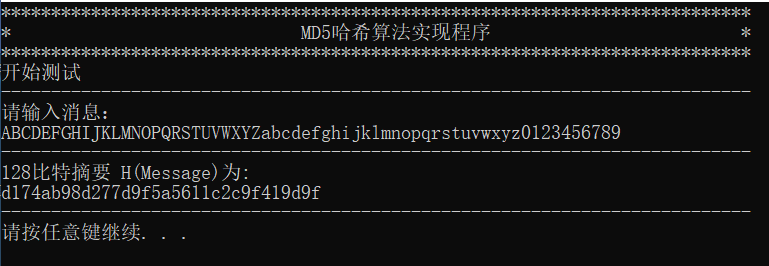 ***************************************************************************
*                             MD5哈希算法实现程序                         *
***************************************************************************
开始测试
---------------------------------------------------------------------------
请输入消息:
ABCDEFGHIJKLMNOPQRSTUVWXYZabcdefghijklmnopqrstuvwxyz0123456789
---------------------------------------------------------------------------
128比特摘要 H(Message)为:
d174ab98d277d9f5a5611c2c9f419d9f
---------------------------------------------------------------------------
请按任意键继续. . .